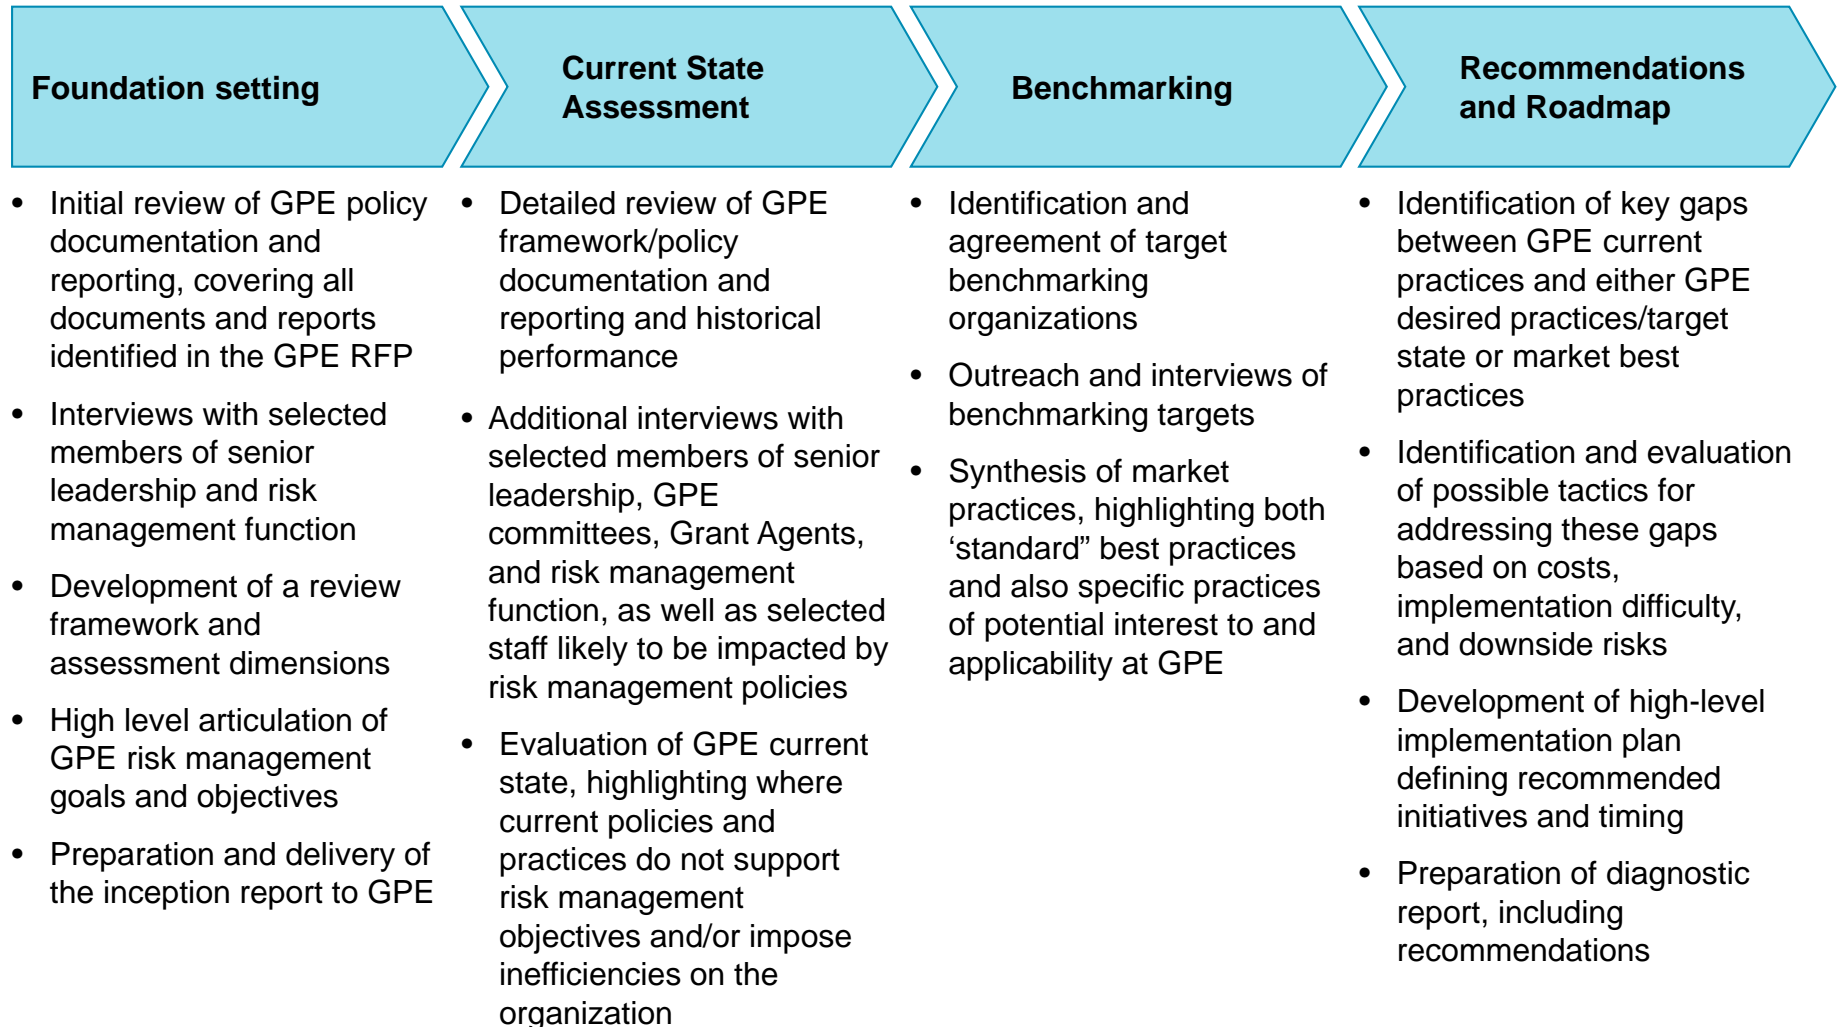 Foundation setting
• Initial review of GPE policy
documentation and
reporting, covering all
documents and reports
identified in the GPE RFP
• Interviews with selected
members of senior
leadership and risk
management function
• Development of a review
framework and
assessment dimensions
• High level articulation of
GPE risk management
goals and objectives
• Preparation and delivery of
the inception report to GPE
Current State
Assessment
• Detailed review of GPE
framework/policy
documentation and
reporting and historical
performance
• Additional interviews with
selected members of senior
leadership, GPE
committees, Grant Agents,
and risk management
function, as well as selected
staff likely to be impacted by
risk management policies
• Evaluation of GPE current
state, highlighting where
current policies and
practices do not support
risk management
objectives and/or impose
inefficiencies on the
organization
Benchmarking
• Identification and
agreement of target
benchmarking
organizations
• Outreach and interviews of
benchmarking targets
• Synthesis of market
practices, highlighting both
‘standard” best practices
and also specific practices
of potential interest to and
applicability at GPE
Recommendations
and Roadmap
• Identification of key gaps
between GPE current
practices and either GPE
desired practices/target
state or market best
practices
• Identification and evaluation
of possible tactics for
addressing these gaps
based on costs,
implementation difficulty,
and downside risks
• Development of high-level
implementation plan
defining recommended
initiatives and timing
• Preparation of diagnostic
report, including
recommendations